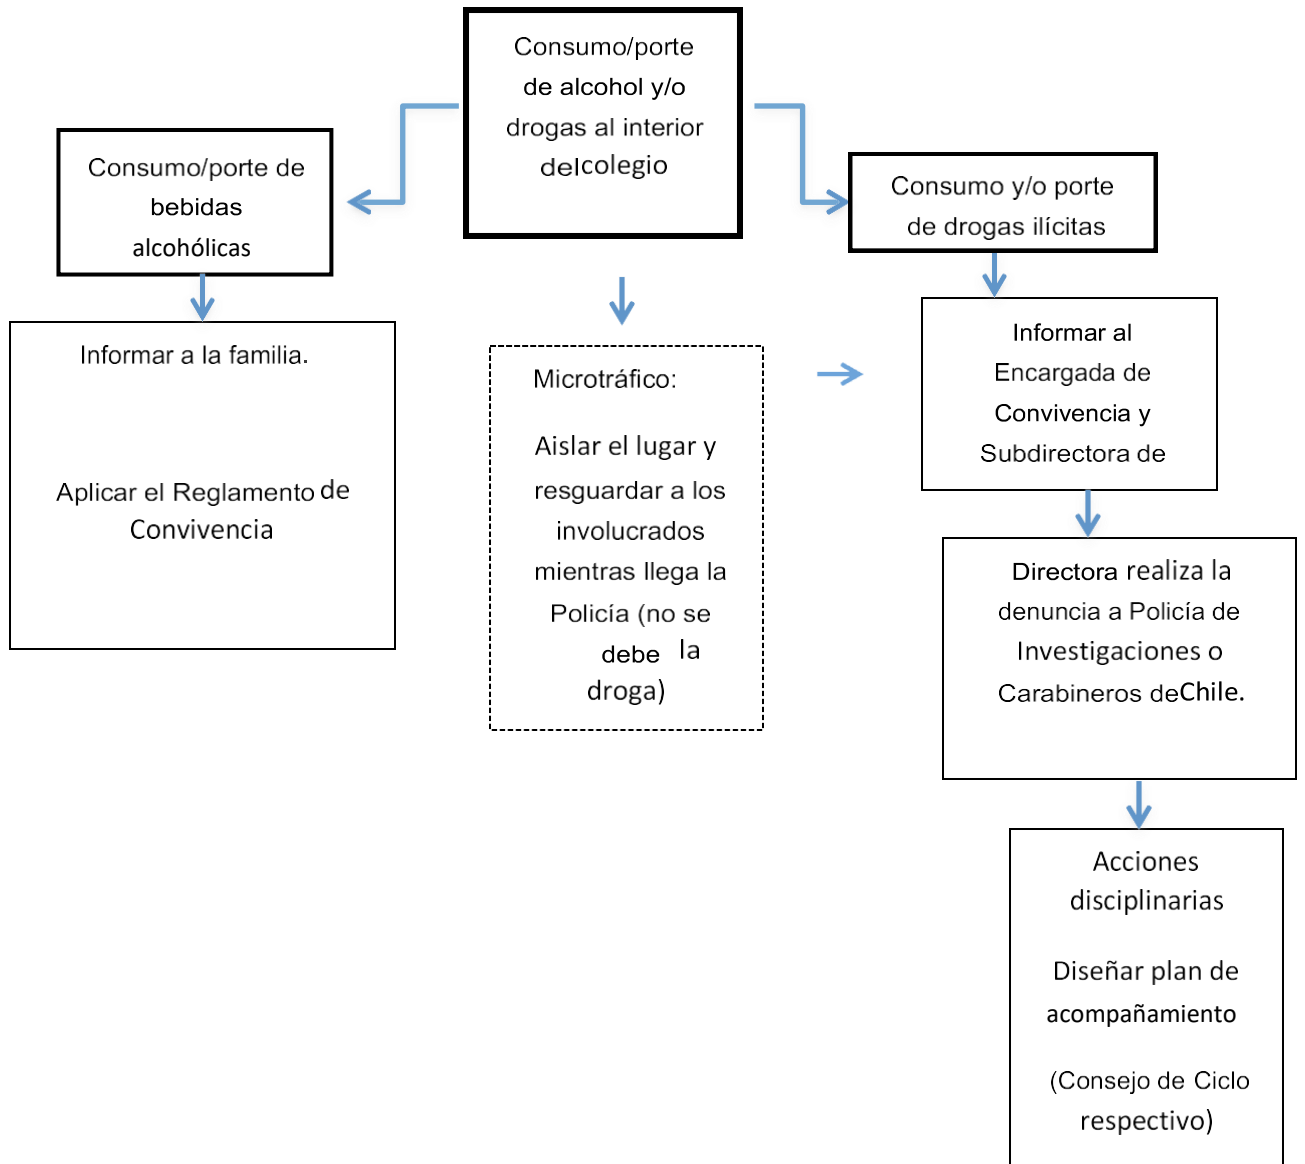 Consumo/porte
de alcohol y/o
drogas al interior
delcolegio
Consumo/porte de
bebidas
alcohólicas
Informar a la familia.
Aplicar el Reglamento de
Convivencia
Microtráfico:
Aislar el lugar y
resguardar a los
involucrados
mientras llega la
Policía (no se
debe la
droga)
Consumo y/o porte
de drogas ilícitas
Informar al
Encargada de
Convivencia y
Subdirectora de
Directora realiza la
denuncia a Policía de
Investigaciones o
Carabineros deChile.
Acciones
disciplinarias
Diseñar plan de
acompañamiento
(Consejo de Ciclo
respectivo)